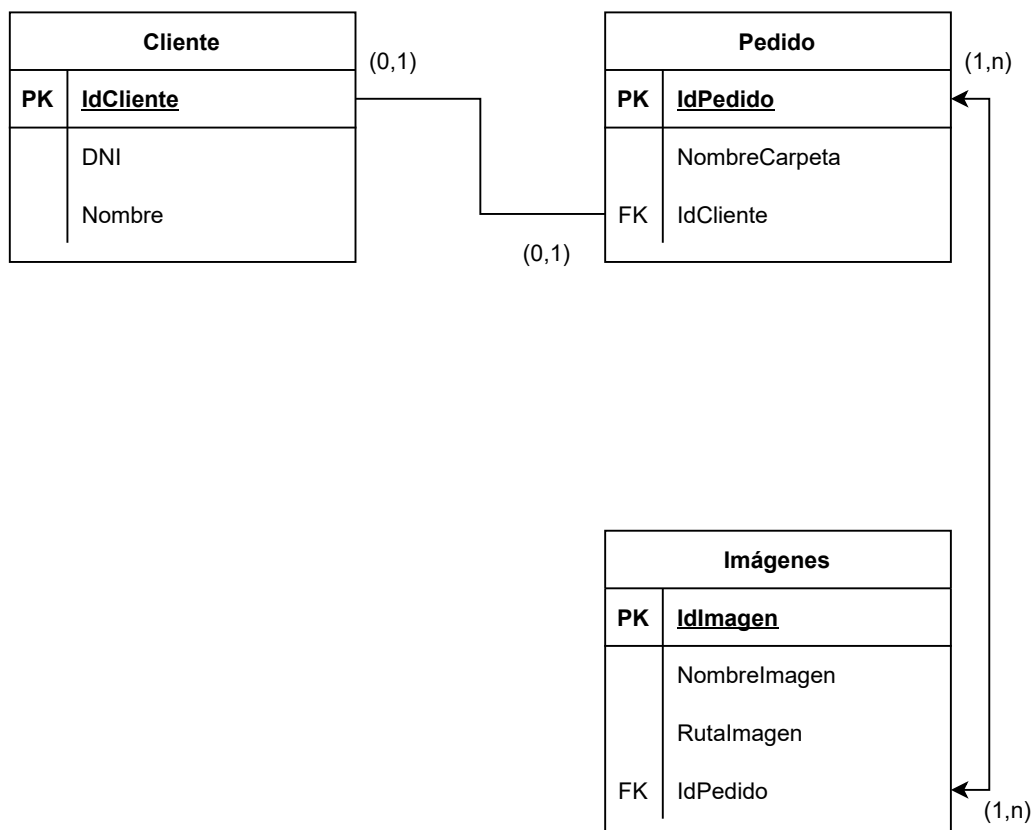 Cliente
PK IdCliente
DNI
Nombre
(0,1)
(0,1)
Pedido
PK IdPedido
NombreCarpeta
FK IdCliente
(1,n)
Imágenes
PK IdImagen
NombreImagen
RutaImagen
FK IdPedido
(1,n)